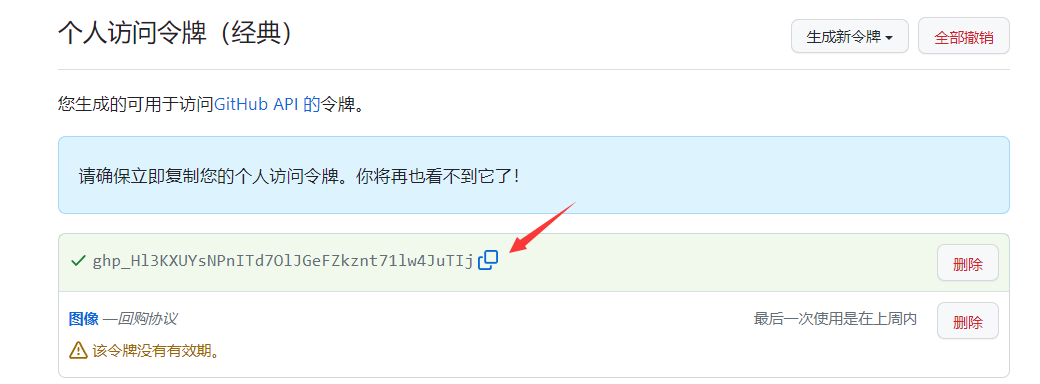 个人访问令牌（经典）
生成新令牌
全部撤销
您生成的可用于访问GitHub API 的令牌。
请确保立即复制您的个人访问令牌。你将再也看不到它了！
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
删除
图像 —回购协议
最后一次使用是在上周内
删除
该令牌没有有效期。